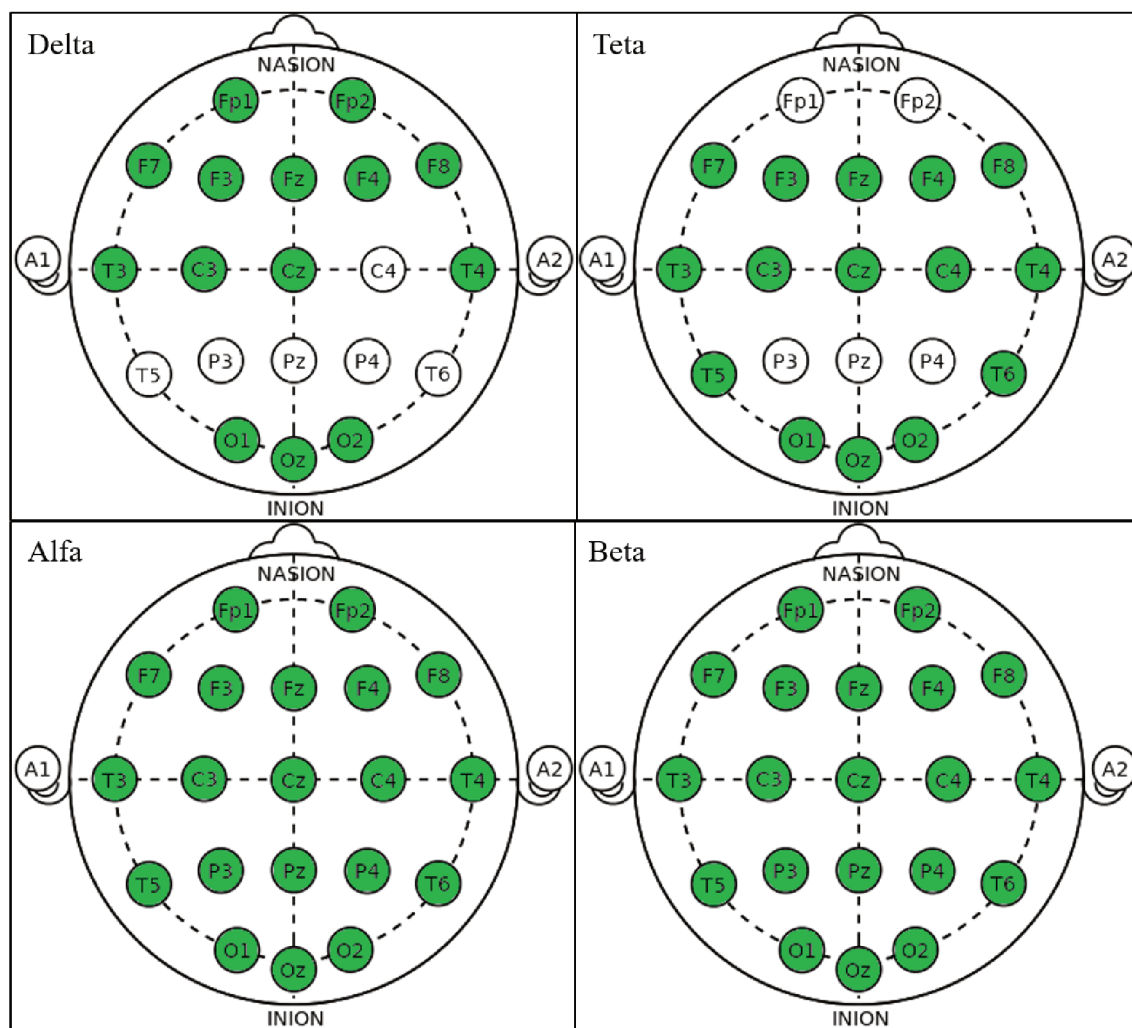 Delta
NASION
Fp1 Fp2
F7 F3 Fz F4 F8
A1 T3 C3 Cz C4 T4 A2
T5 P3 Pz P4 T6
O1 Oz O2
INION
Teta
NASION
Fp1 Fp2
F7 F3 Fz F4 F8
A1 T3 C3 Cz C4 T4 A2
T5 P3 Pz P4 T6
O1 Oz O2
INION
Alfa
NASION
Fp1 Fp2
F7 F3 Fz F4 F8
A1 T3 C3 Cz C4 T4 A2
T5 P3 Pz P4 T6
O1 Oz O2
INION
Beta
NASION
Fp1 Fp2
F7 F3 Fz F4 F8
A1 T3 C3 Cz C4 T4 A2
T5 P3 Pz P4 T6
O1 Oz O2
INION